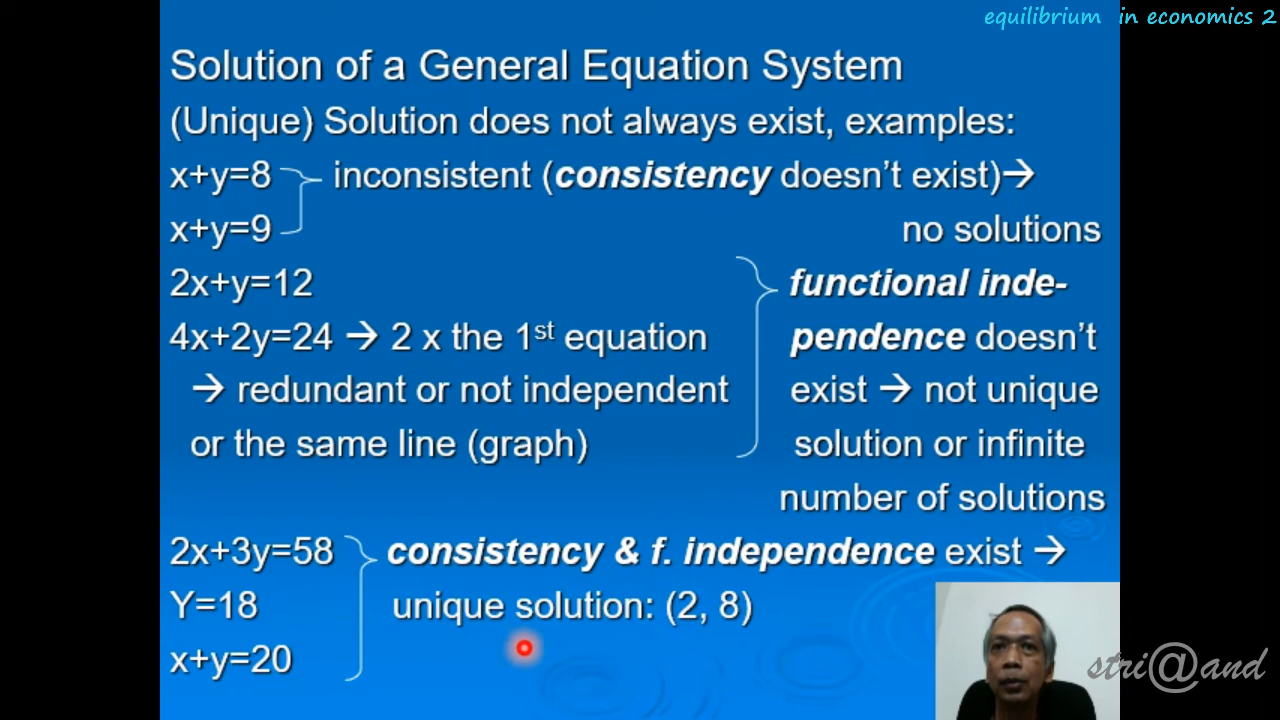 equilibrium in economics 2
Solution of a General Equation System
(Unique) Solution does not always exist, examples:
x+y=8 inconsistent (consistency doesn't exist)→
x+y=9 no solutions
2x+y=12 functional inde-
4x+2y=24 → 2 x the 1st equation pendence doesn't
→ redundant or not independent exist → not unique
or the same line (graph) solution or infinite
number of solutions
2x+3y=58 consistency & f. independence exist →
Y=18 unique solution: (2, 8)
x+y=20
stri@and